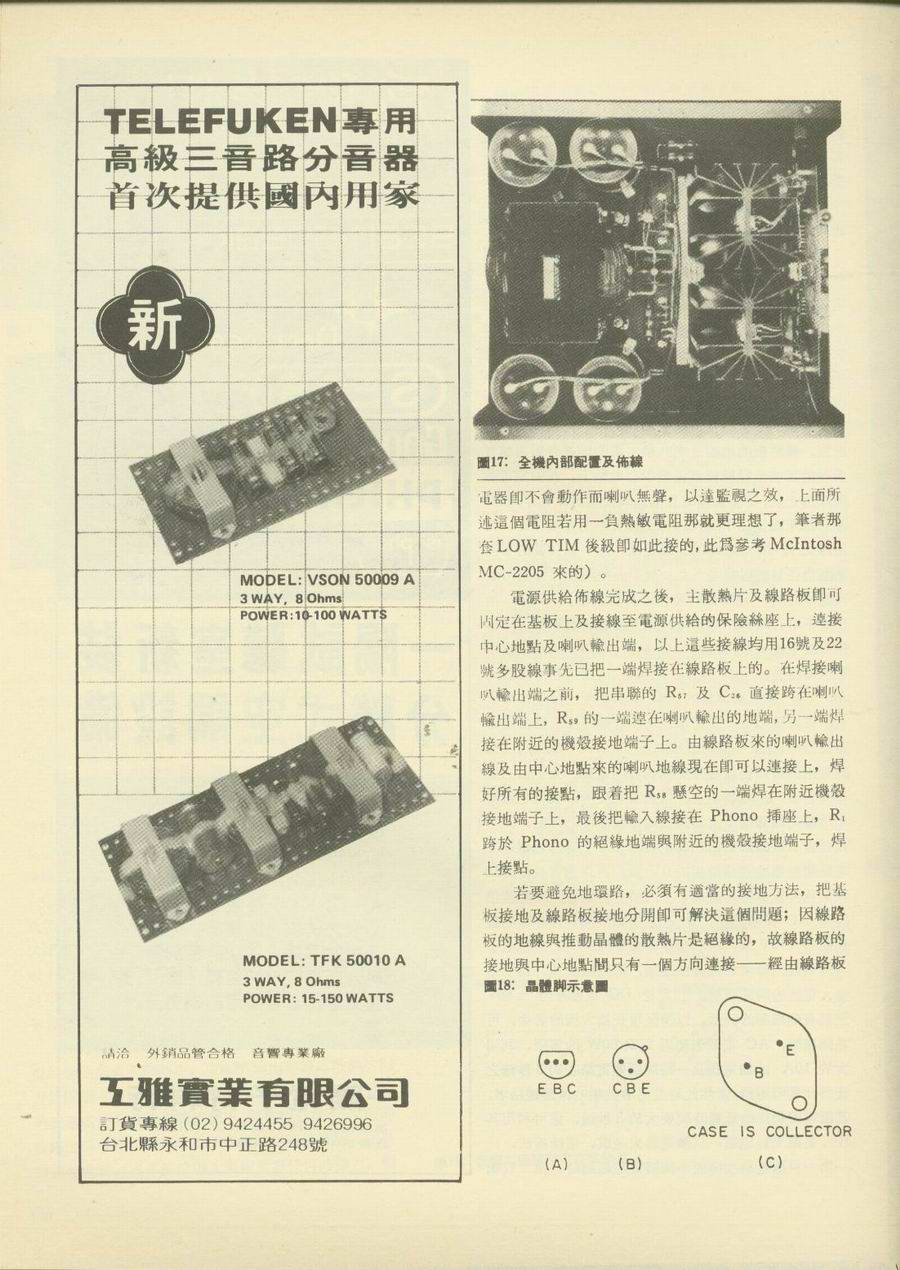 TELEFUKEN專用
高級三音路分音器
首次提供國內用家
新
MODEL: VSON 50009 A
3 WAY, 8 Ohms
POWER:10-100 WATTS
MODEL: TFK 50010 A
3 WAY, 8 Ohms
POWER: 15-150 WATTS
請洽 外銷品管合格 音響專業廠
互雅實業有限公司
訂貨專線(02)9424455 9426996
台北縣永和市中正路248號
圖17: 全機內部配置及佈線
電器卽不會動作而喇叭無聲，以達監視之效，上面所
述這個電阻若用一負熱敏電阻那就更理想了，筆者那
套LOW TIM 後級卽如此接的，此爲參考McIntosh
MC-2205 來的）。
電源供給佈線完成之後，主散熱片及線路板卽可
固定在基板上及接線至電源供給的保險絲座上，連接
中心地點及喇叭輸出端，以上這些接線均用16號及22
號多股線事先已把一端焊接在線路板上的。在焊接喇
叭輸出端之前，把串聯的 R₅₇ 及 C₂₆ 直接跨在喇叭
輸出端上，R₅₉ 的一端連在喇叭輸出的地端，另一端焊
接在附近的機殼接地端子上。由線路板來的喇叭輸出
線及由中心地點來的喇叭地線現在卽可以連接上，焊
好所有的接點，跟着把 R₅₈ 懸空的一端焊在附近機殼
接地端子上，最後把輸入線接在 Phono 揷座上，R₁
跨於 Phono 的絕緣地端與附近的機殼接地端子，焊
上接點。
若要避免地環路，必須有適當的接地方法，把基
板接地及線路板接地分開卽可解決這個問題；因線路
板的地線與推動晶體的散熱片是絕緣的，故線路板的
接地與中心地點間只有一個方向連接——經由線路板
圖18: 晶體脚示意圖
E B C
C B E
E
B
CASE IS COLLECTOR
(A) (B) (C)